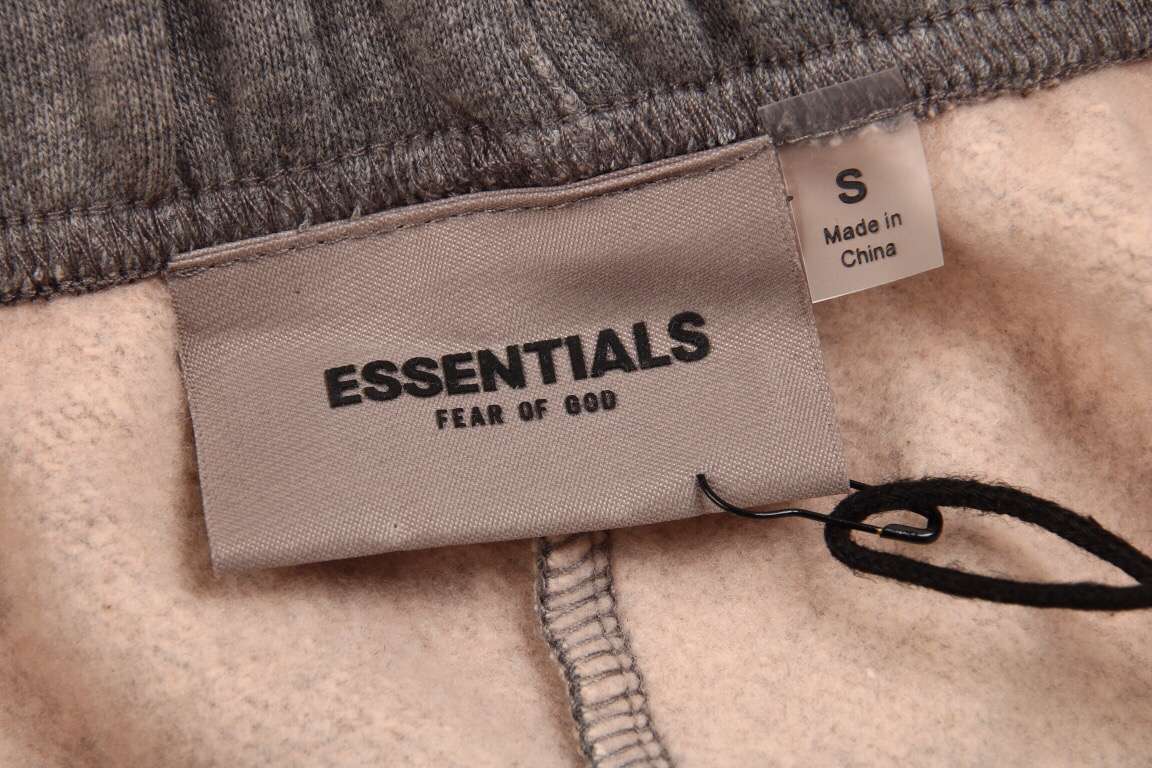 ESSENTIALS
FEAR OF GOD
S
Made in
China